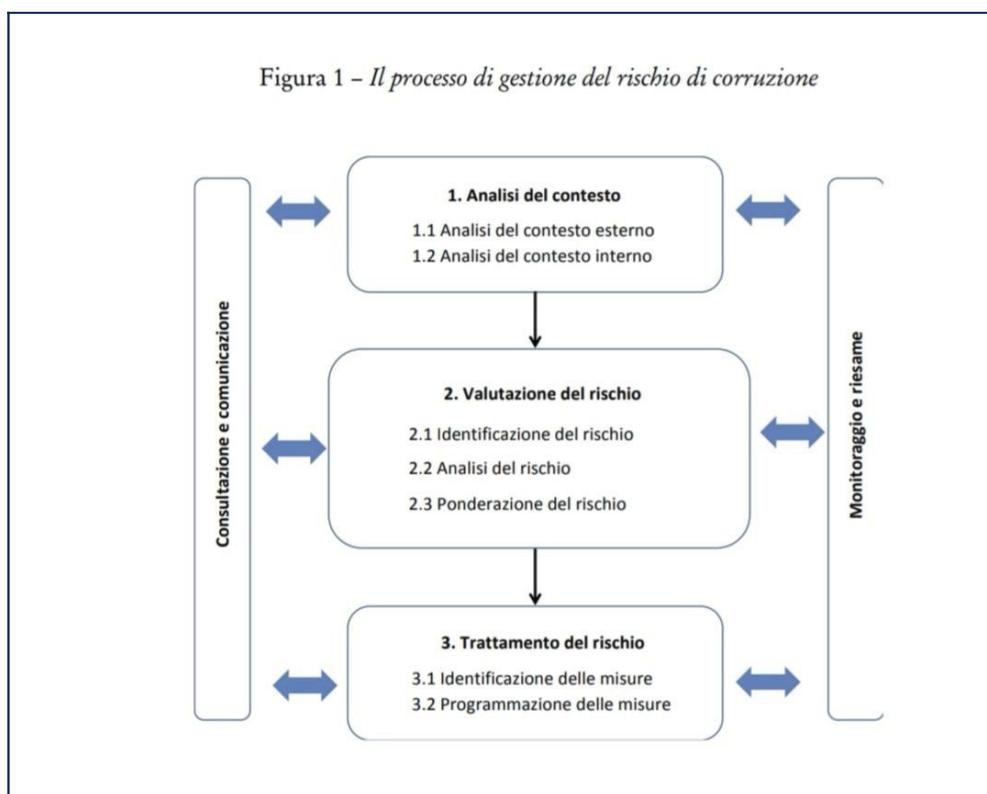 Figura 1 – Il processo di gestione del rischio di corruzione
Consultazione e comunicazione
1. Analisi del contesto
1.1 Analisi del contesto esterno
1.2 Analisi del contesto interno
2. Valutazione del rischio
2.1 Identificazione del rischio
2.2 Analisi del rischio
2.3 Ponderazione del rischio
3. Trattamento del rischio
3.1 Identificazione delle misure
3.2 Programmazione delle misure
Monitoraggio e riesame